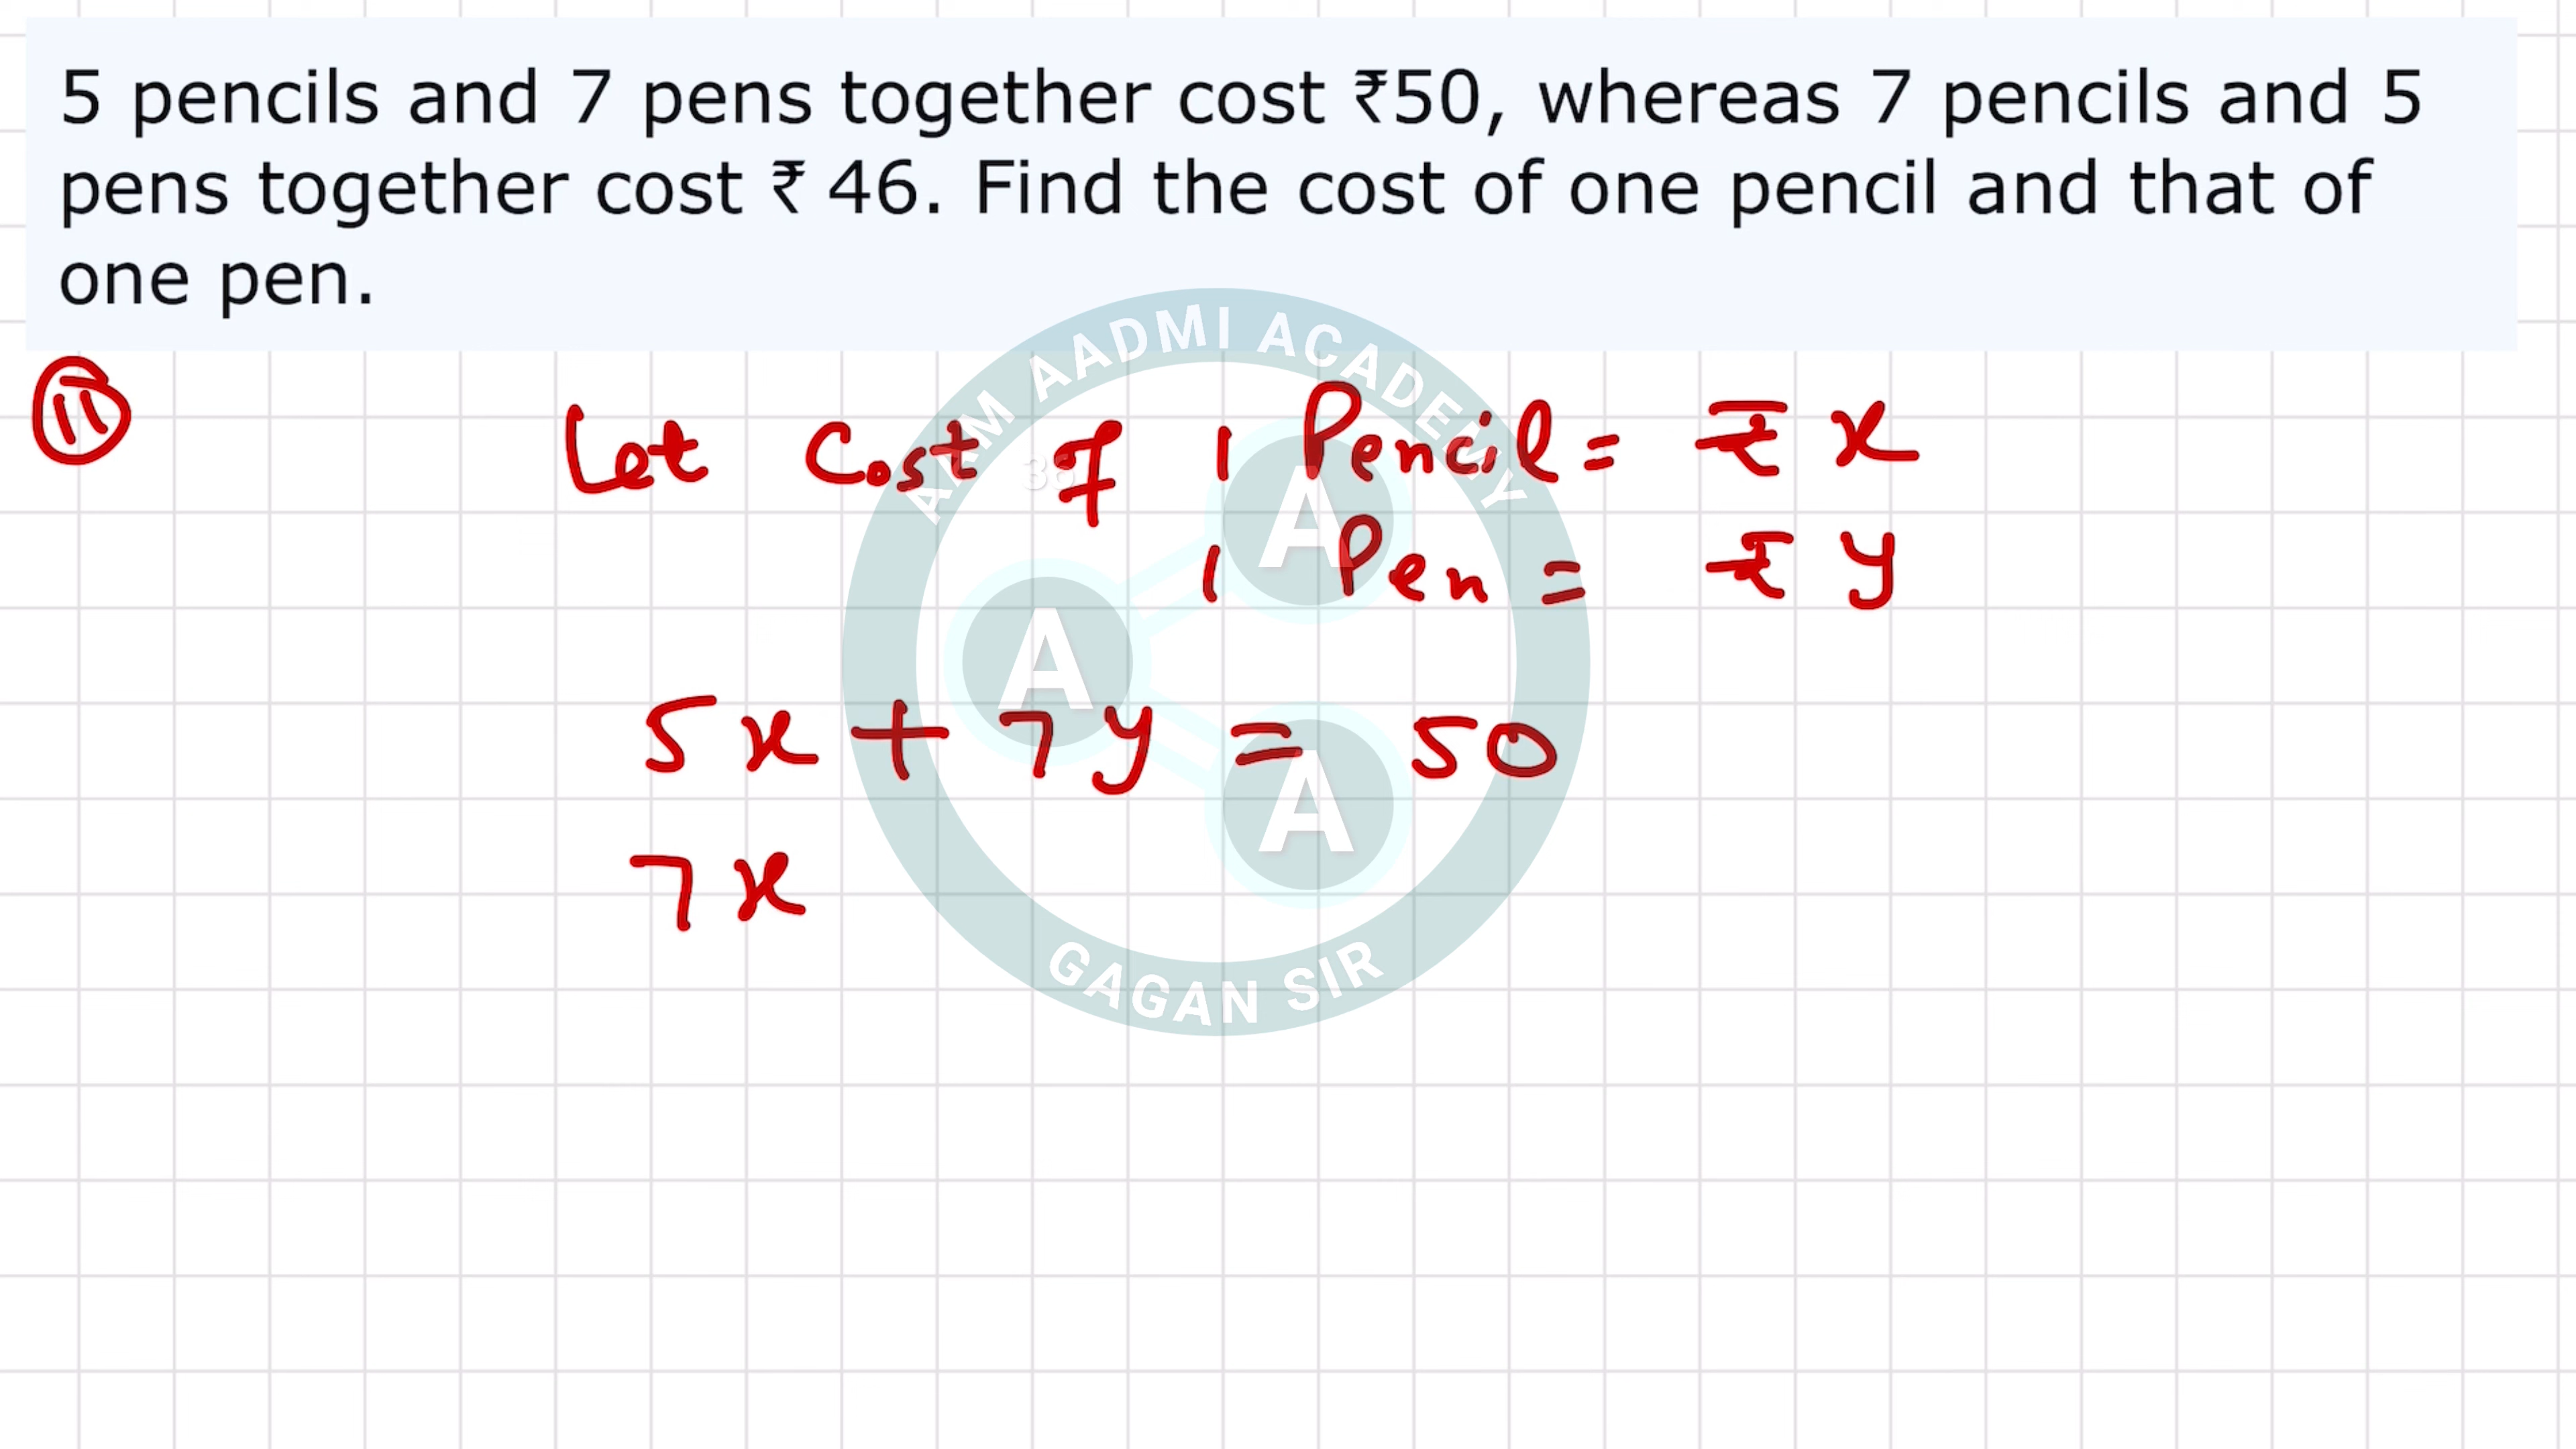 5 pencils and 7 pens together cost ₹50, whereas 7 pencils and 5
pens together cost ₹ 46. Find the cost of one pencil and that of
one pen.
AAM AADMI ACADEMY
ii
Let Cost of 1 Pencil = ₹ x
36
A
1 Pen = ₹ y
A
5x + 7y = 50
A
7x
GAGAN SIR